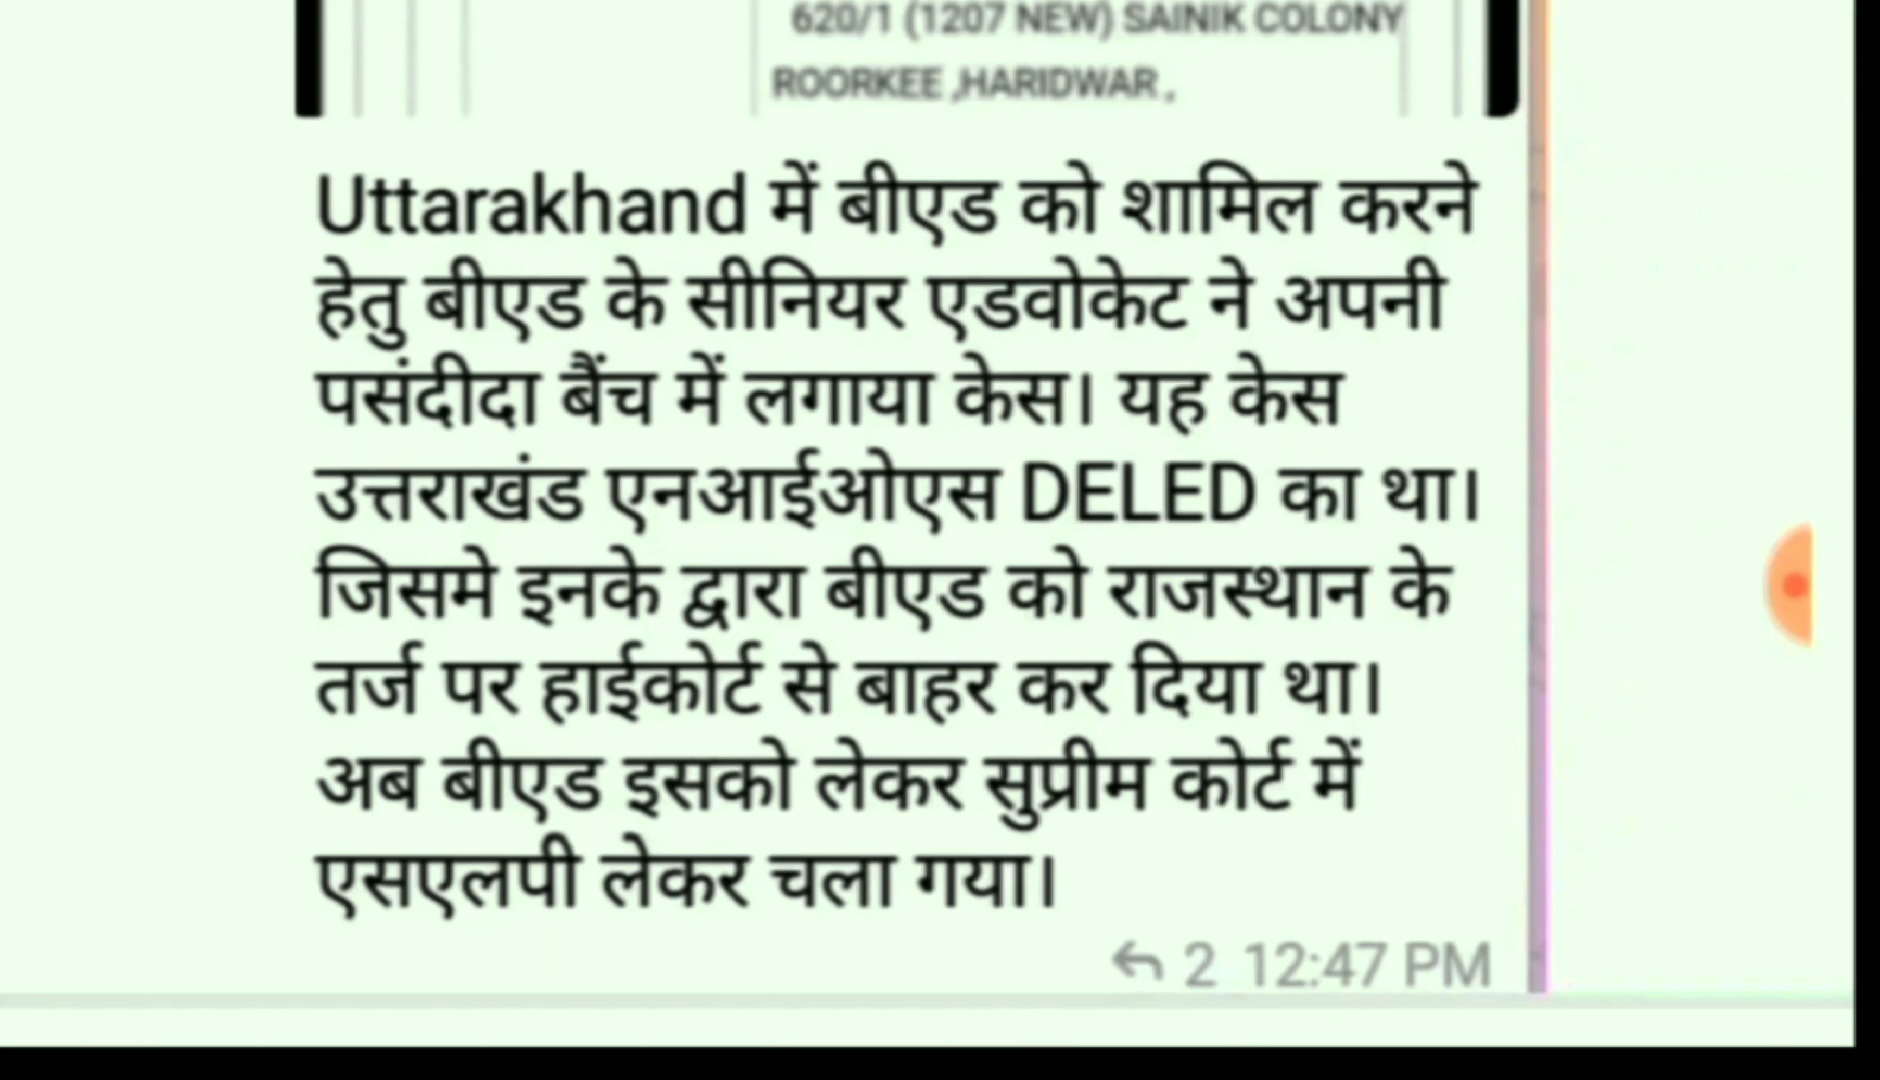 620/1 (1207 NEW) SAINIK COLONY
ROORKEE ,HARIDWAR ,
Uttarakhand में बीएड को शामिल करने
हेतु बीएड के सीनियर एडवोकेट ने अपनी
पसंदीदा बैंच में लगाया केस। यह केस
उत्तराखंड एनआईओएस DELED का था।
जिसमे इनके द्वारा बीएड को राजस्थान के
तर्ज पर हाईकोर्ट से बाहर कर दिया था।
अब बीएड इसको लेकर सुप्रीम कोर्ट में
एसएलपी लेकर चला गया।
2 12:47 PM